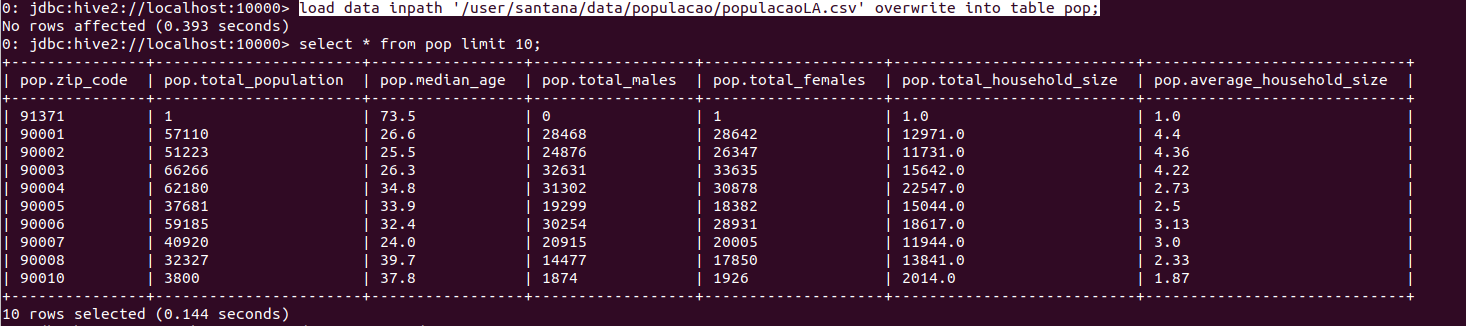 0: jdbc:hive2://localhost:10000> load data inpath '/user/santana/data/populacao/populacaoLA.csv' overwrite into table pop;
No rows affected (0.393 seconds)
0: jdbc:hive2://localhost:10000> select * from pop limit 10;
+---------------+-----------------------+-----------------+------------------+--------------------+---------------------------+-----------------------------+
| pop.zip_code  | pop.total_population  | pop.median_age  | pop.total_males  | pop.total_females  | pop.total_household_size  | pop.average_household_size  |
+---------------+-----------------------+-----------------+------------------+--------------------+---------------------------+-----------------------------+
| 91371         | 1                     | 73.5            | 0                | 1                  | 1.0                       | 1.0                         |
| 90001         | 57110                 | 26.6            | 28468            | 28642              | 12971.0                   | 4.4                         |
| 90002         | 51223                 | 25.5            | 24876            | 26347              | 11731.0                   | 4.36                        |
| 90003         | 66266                 | 26.3            | 32631            | 33635              | 15642.0                   | 4.22                        |
| 90004         | 62180                 | 34.8            | 31302            | 30878              | 22547.0                   | 2.73                        |
| 90005         | 37681                 | 33.9            | 19299            | 18382              | 15044.0                   | 2.5                         |
| 90006         | 59185                 | 32.4            | 30254            | 28931              | 18617.0                   | 3.13                        |
| 90007         | 40920                 | 24.0            | 20915            | 20005              | 11944.0                   | 3.0                         |
| 90008         | 32327                 | 39.7            | 14477            | 17850              | 13841.0                   | 2.33                        |
| 90010         | 3800                  | 37.8            | 1874             | 1926               | 2014.0                    | 1.87                        |
+---------------+-----------------------+-----------------+------------------+--------------------+---------------------------+-----------------------------+
10 rows selected (0.144 seconds)